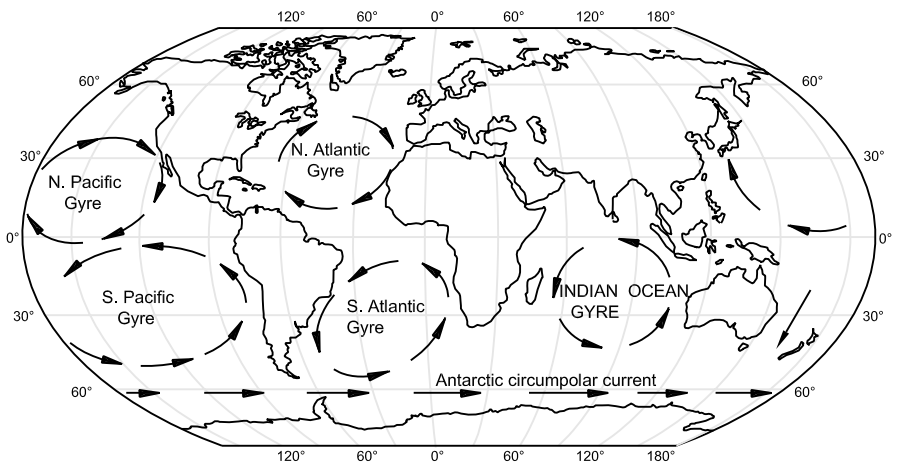 120° 60° 0° 60° 120° 180°
60° 60°
30° 30°
N. Atlantic
Gyre
N. Pacific
Gyre
0° 0°
S. Pacific
Gyre
S. Atlantic
Gyre
INDIAN OCEAN
GYRE
30° 30°
Antarctic circumpolar current
60° 60°
120° 60° 0° 60° 120° 180°